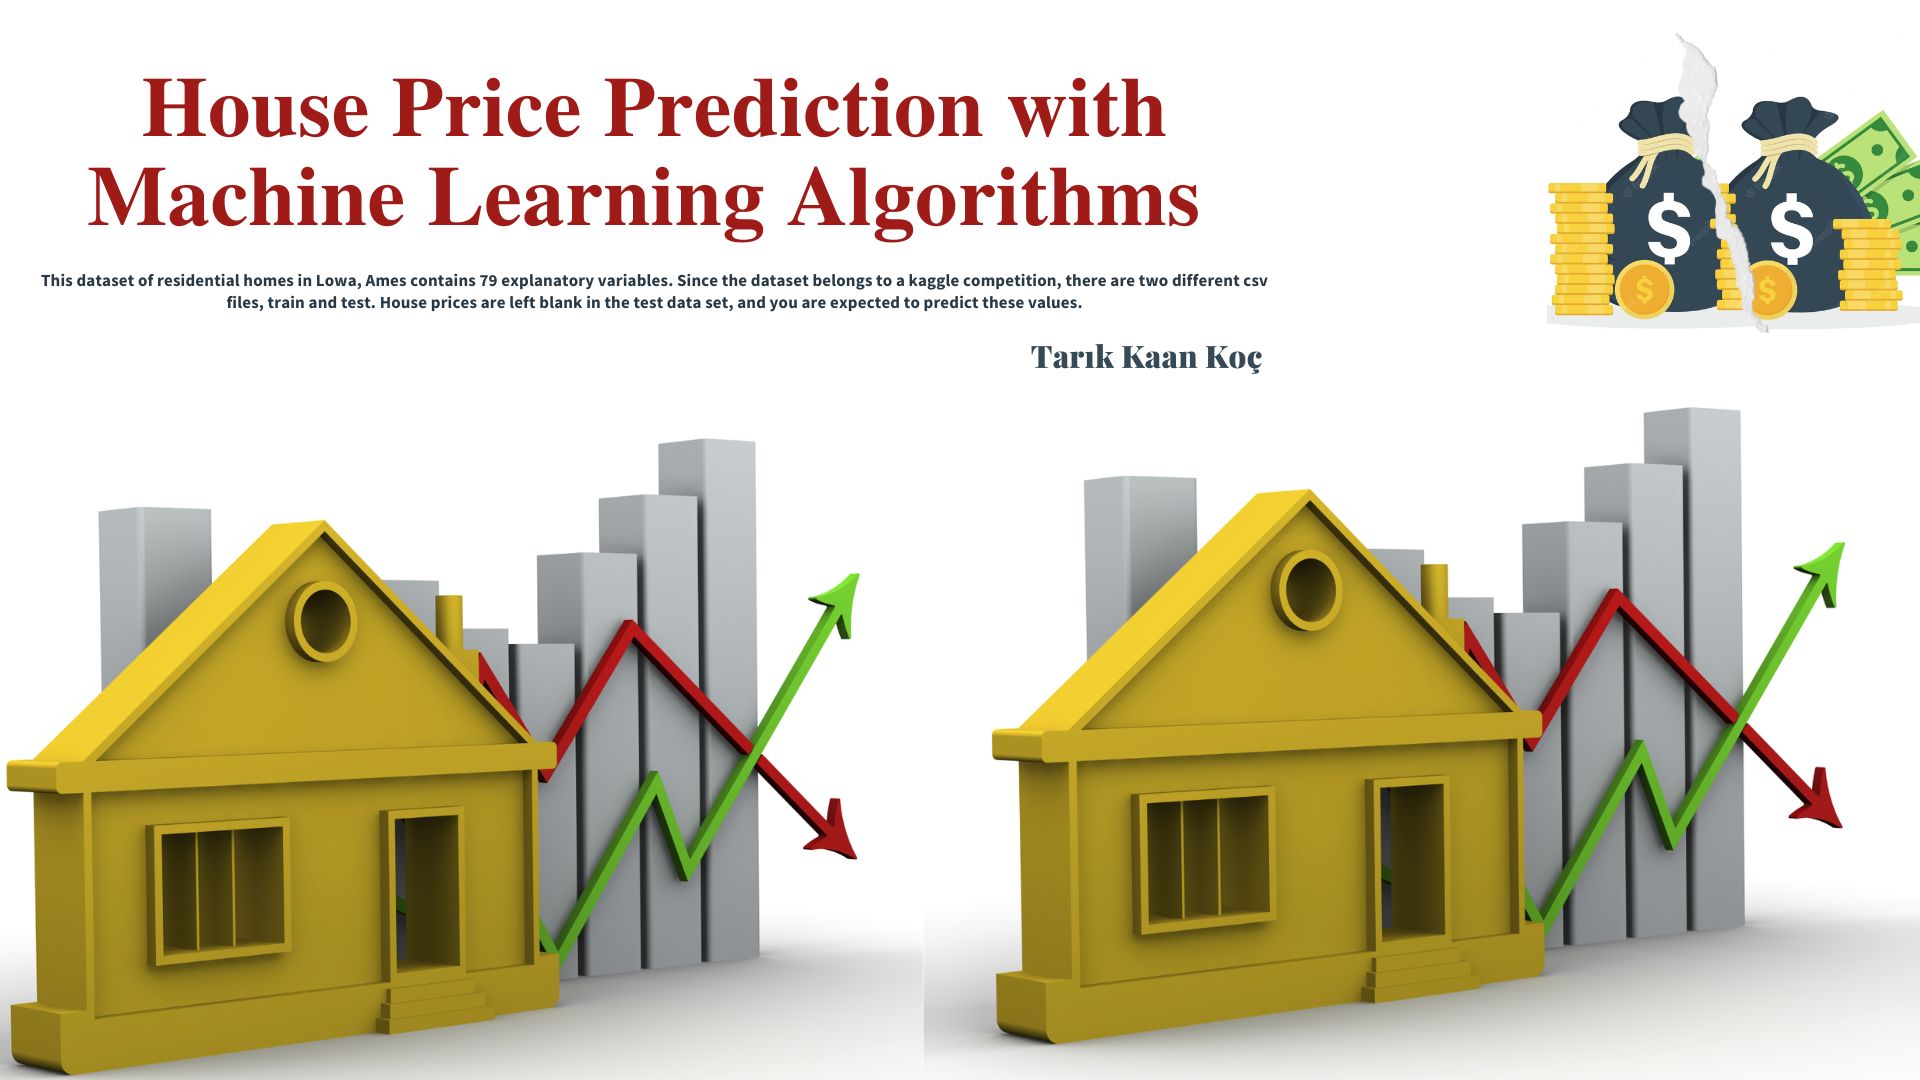 House Price Prediction with
Machine Learning Algorithms
This dataset of residential homes in Lowa, Ames contains 79 explanatory variables. Since the dataset belongs to a kaggle competition, there are two different csv
files, train and test. House prices are left blank in the test data set, and you are expected to predict these values.
Tarık Kaan Koç
$ $
$ $